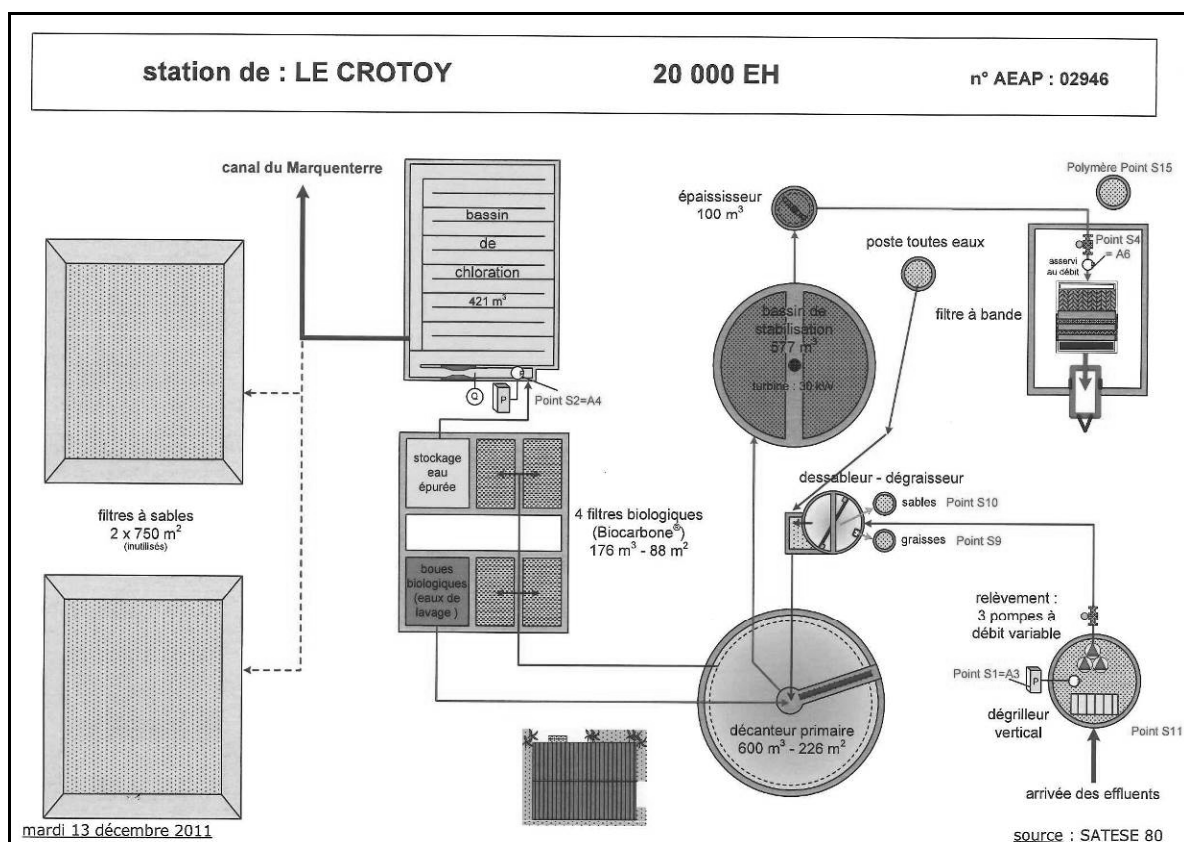 station de : LE CROTOY
20 000 EH
n° AEAP : 02946
canal du Marquenterre
bassin
de
chloration
421 m³
Q
P
Point S2=A4
épaississeur
100 m³
Polymère Point S15
poste toutes eaux
Point S4
= A6
asservi
au débit
filtre à bande
bassin de
stabilisation
577 m³
turbine : 30 kW
filtres à sables
2 x 750 m²
(inutilisés)
stockage
eau
épurée
4 filtres biologiques
(Biocarbone®)
176 m³ - 88 m²
boues
biologiques
(eaux de
lavage )
dessableur - dégraisseur
sables Point S10
graisses Point S9
relèvement :
3 pompes à
débit variable
Point S1=A3
P
dégrilleur
vertical
Point S11
décanteur primaire
600 m³ - 226 m²
arrivée des effluents
mardi 13 décembre 2011
source : SATESE 80